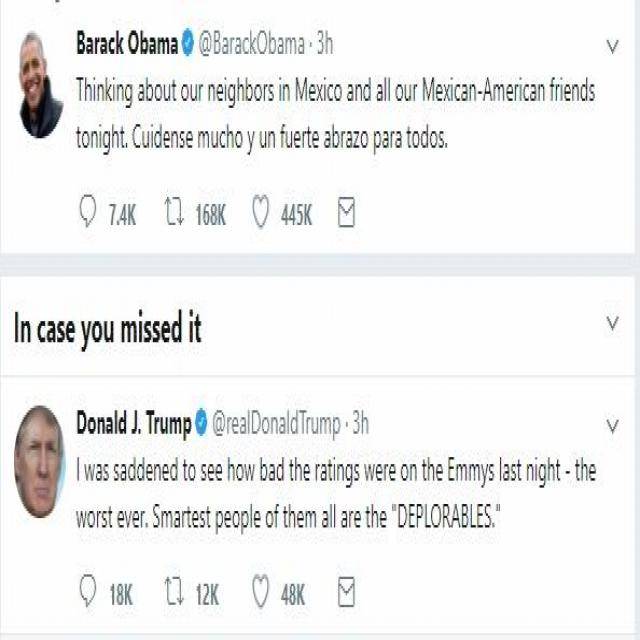 Barack Obama @BarackObama · 3h
Thinking about our neighbors in Mexico and all our Mexican-American friends
tonight. Cuidense mucho y un fuerte abrazo para todos.
7.4K 168K 445K
In case you missed it
Donald J. Trump @realDonaldTrump · 3h
I was saddened to see how bad the ratings were on the Emmys last night - the
worst ever. Smartest people of them all are the "DEPLORABLES."
18K 12K 48K